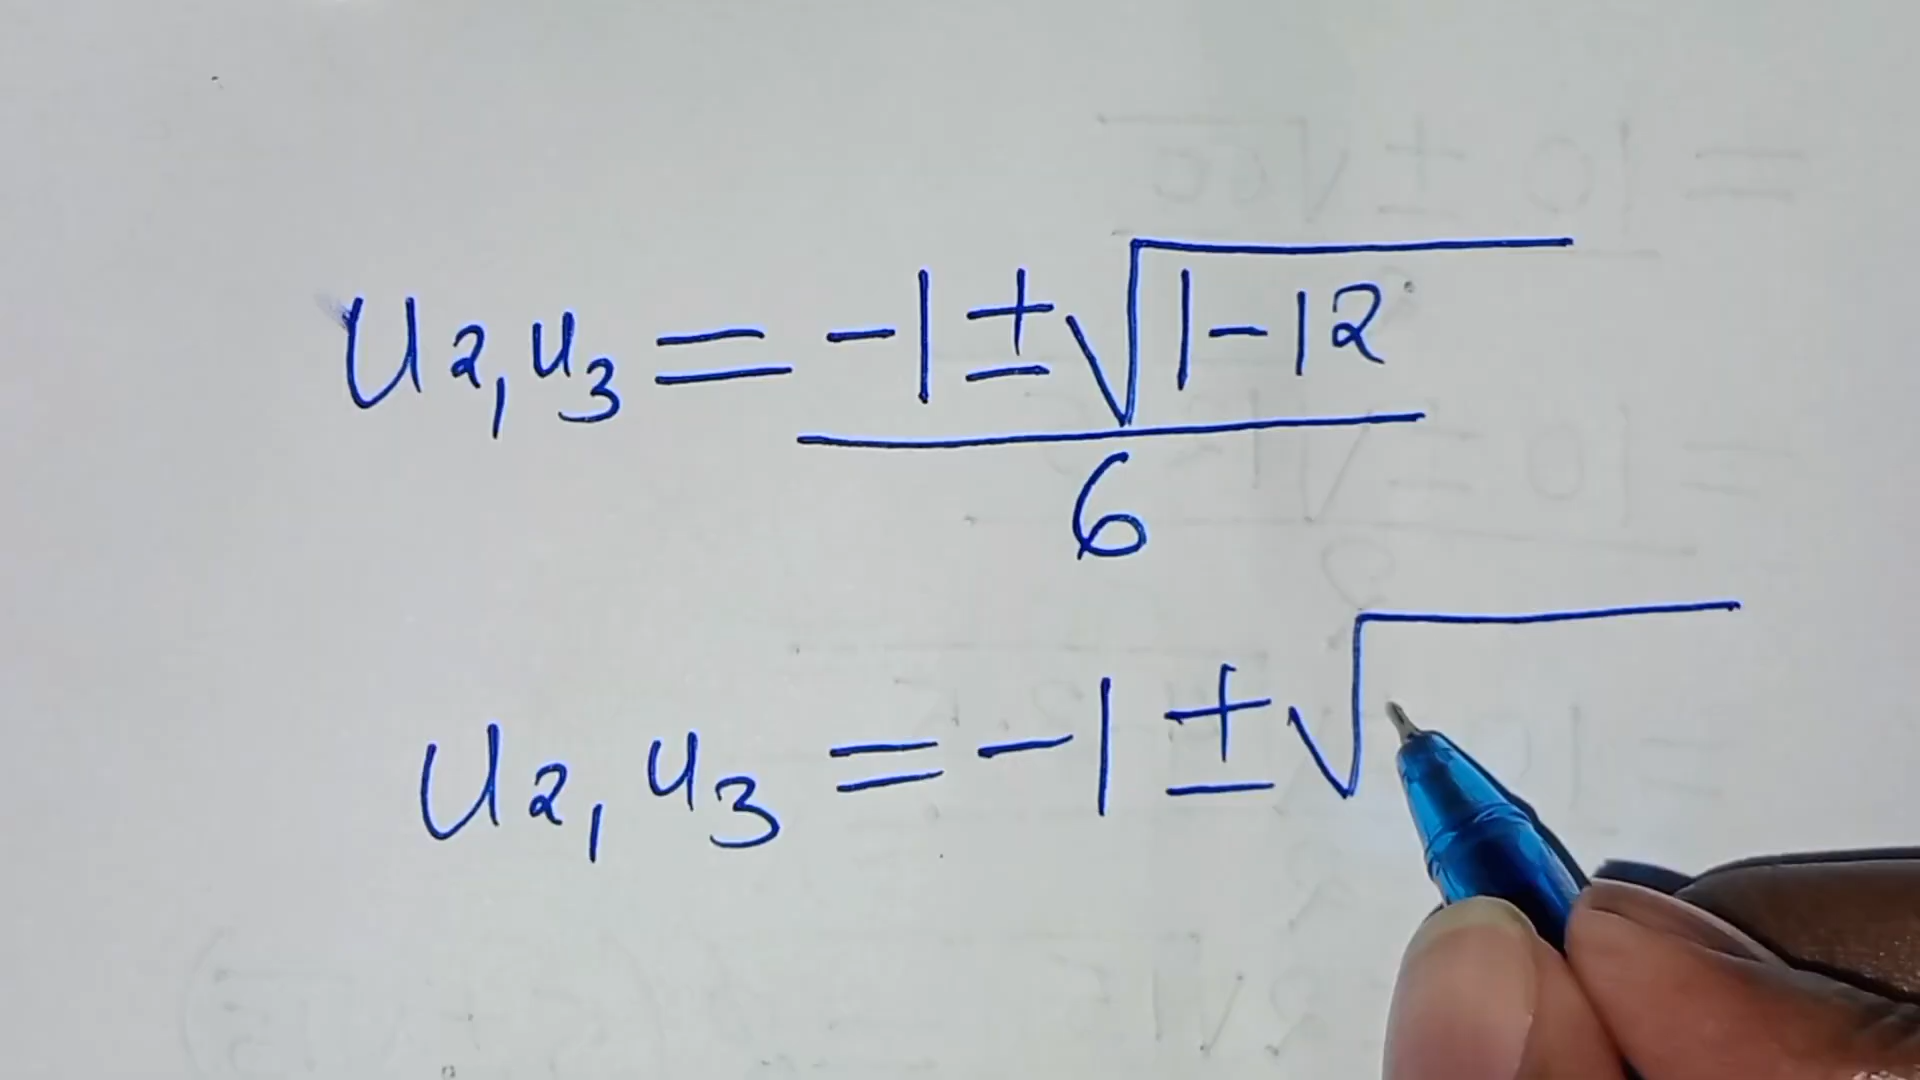 u₂,u₃ = -1±√1-12
6
u₂,u₃ = -1±√